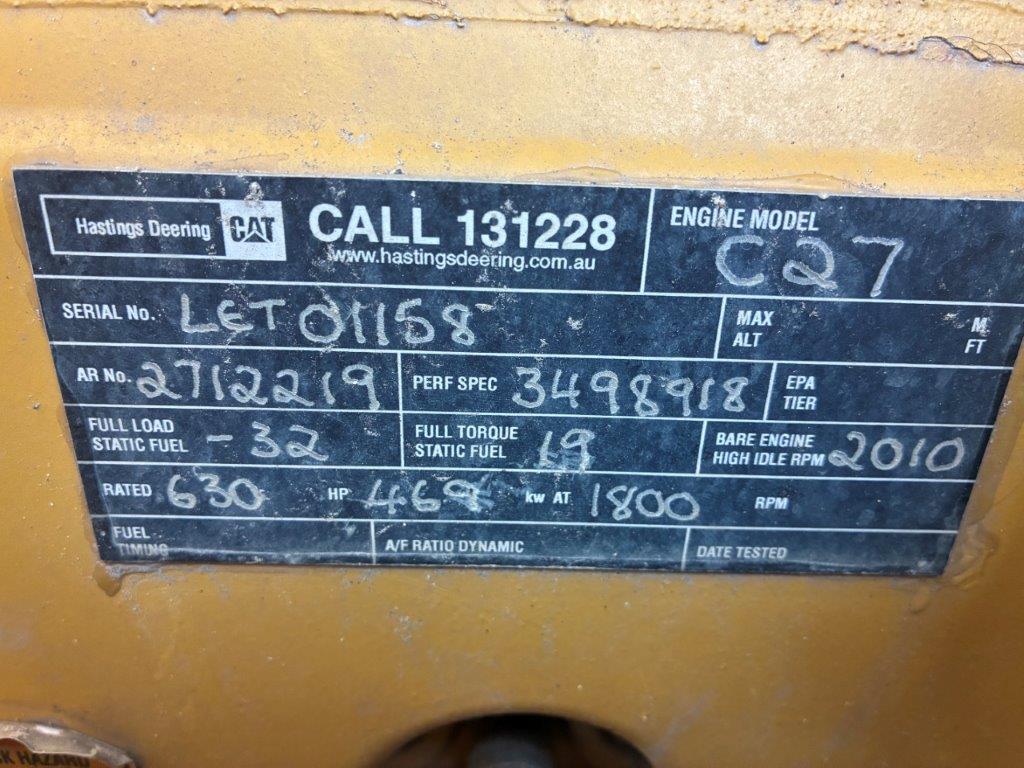 Hastings Deering CAT CALL 131228
www.hastingsdeering.com.au
ENGINE MODEL
C27
SERIAL No. LET01158
MAX ALT
M
FT
AR No. 2712219
PERF SPEC 3498918
EPA TIER
FULL LOAD STATIC FUEL -32
FULL TORQUE STATIC FUEL 19
BARE ENGINE HIGH IDLE RPM 2010
RATED 630 HP 469 kw AT 1800 RPM
FUEL TIMING
A/F RATIO DYNAMIC
DATE TESTED
HAZARD